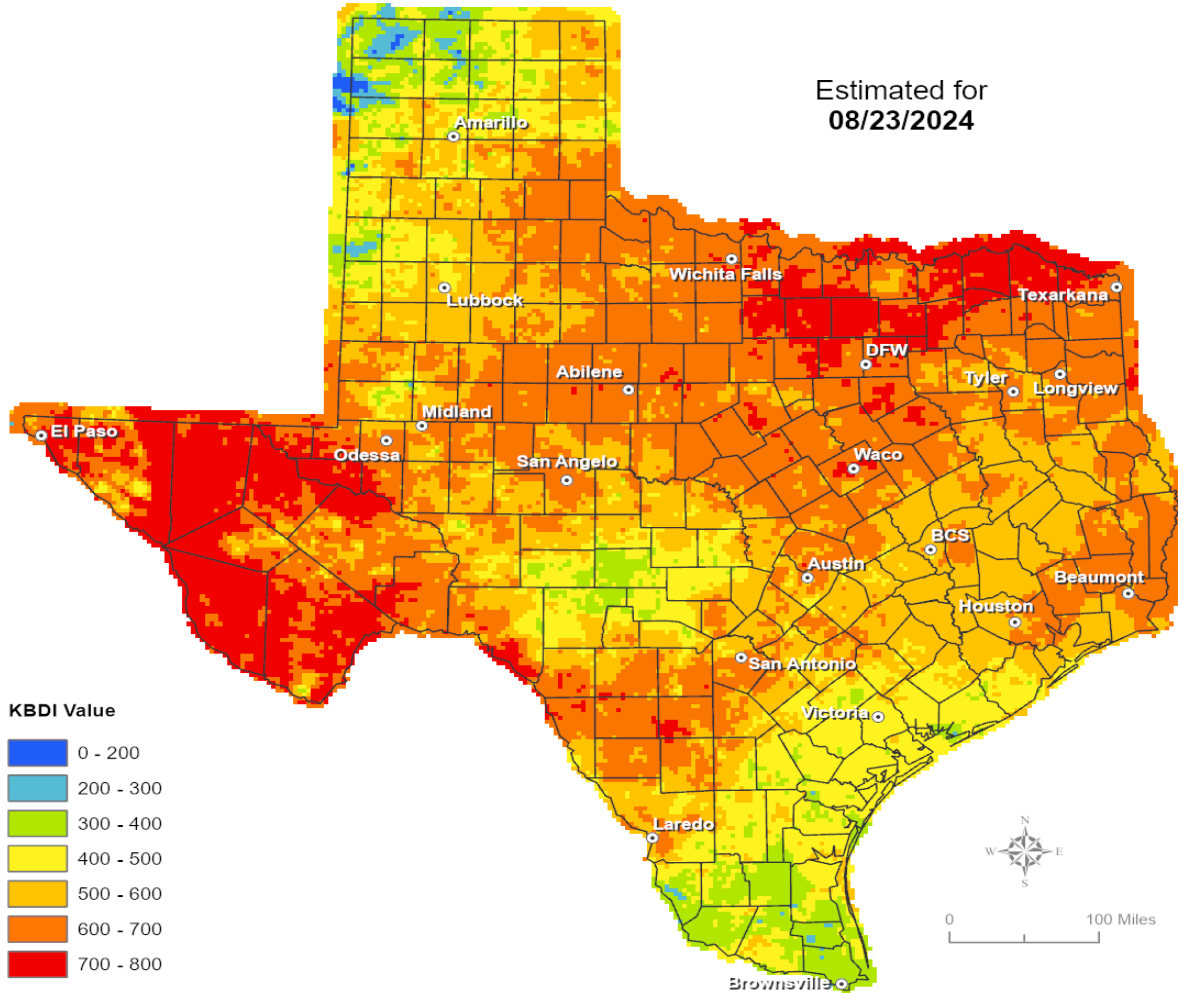 Estimated for
08/23/2024
Amarillo
Wichita Falls
Lubbock
Texarkana
DFW
Abilene
Tyler
Longview
Midland
El Paso
Odessa
San Angelo
Waco
BCS
Austin
Beaumont
Houston
San Antonio
Victoria
Laredo
Brownsville
KBDI Value
0 - 200
200 - 300
300 - 400
400 - 500
500 - 600
600 - 700
700 - 800
N
W
E
S
0
100 Miles